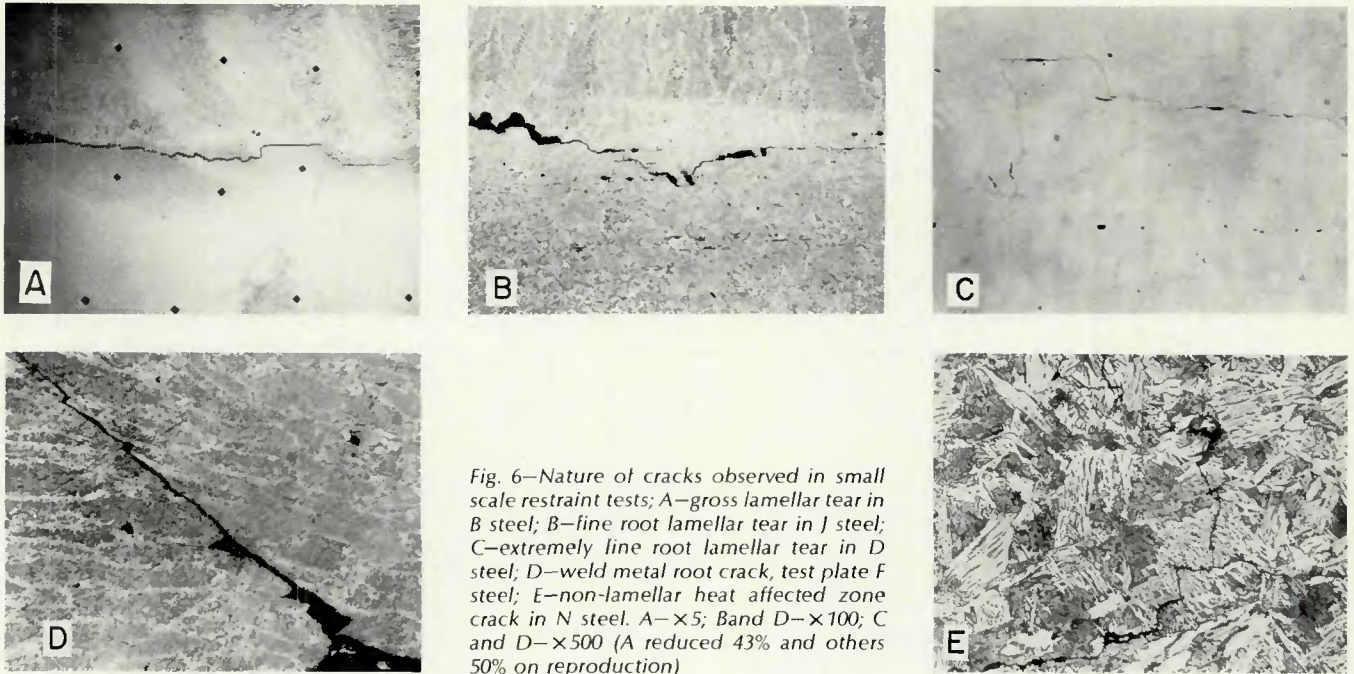 A
B
C
D
Fig. 6—Nature of cracks observed in small
scale restraint tests; A—gross lamellar tear in
B steel; B—fine root lamellar tear in J steel;
C—extremely fine root lamellar tear in D
steel; D—weld metal root crack, test plate F
steel; E—non-lamellar heat affected zone
crack in N steel. A—×5; Band D—×100; C
and D—×500 (A reduced 43% and others
50% on reproduction)
E